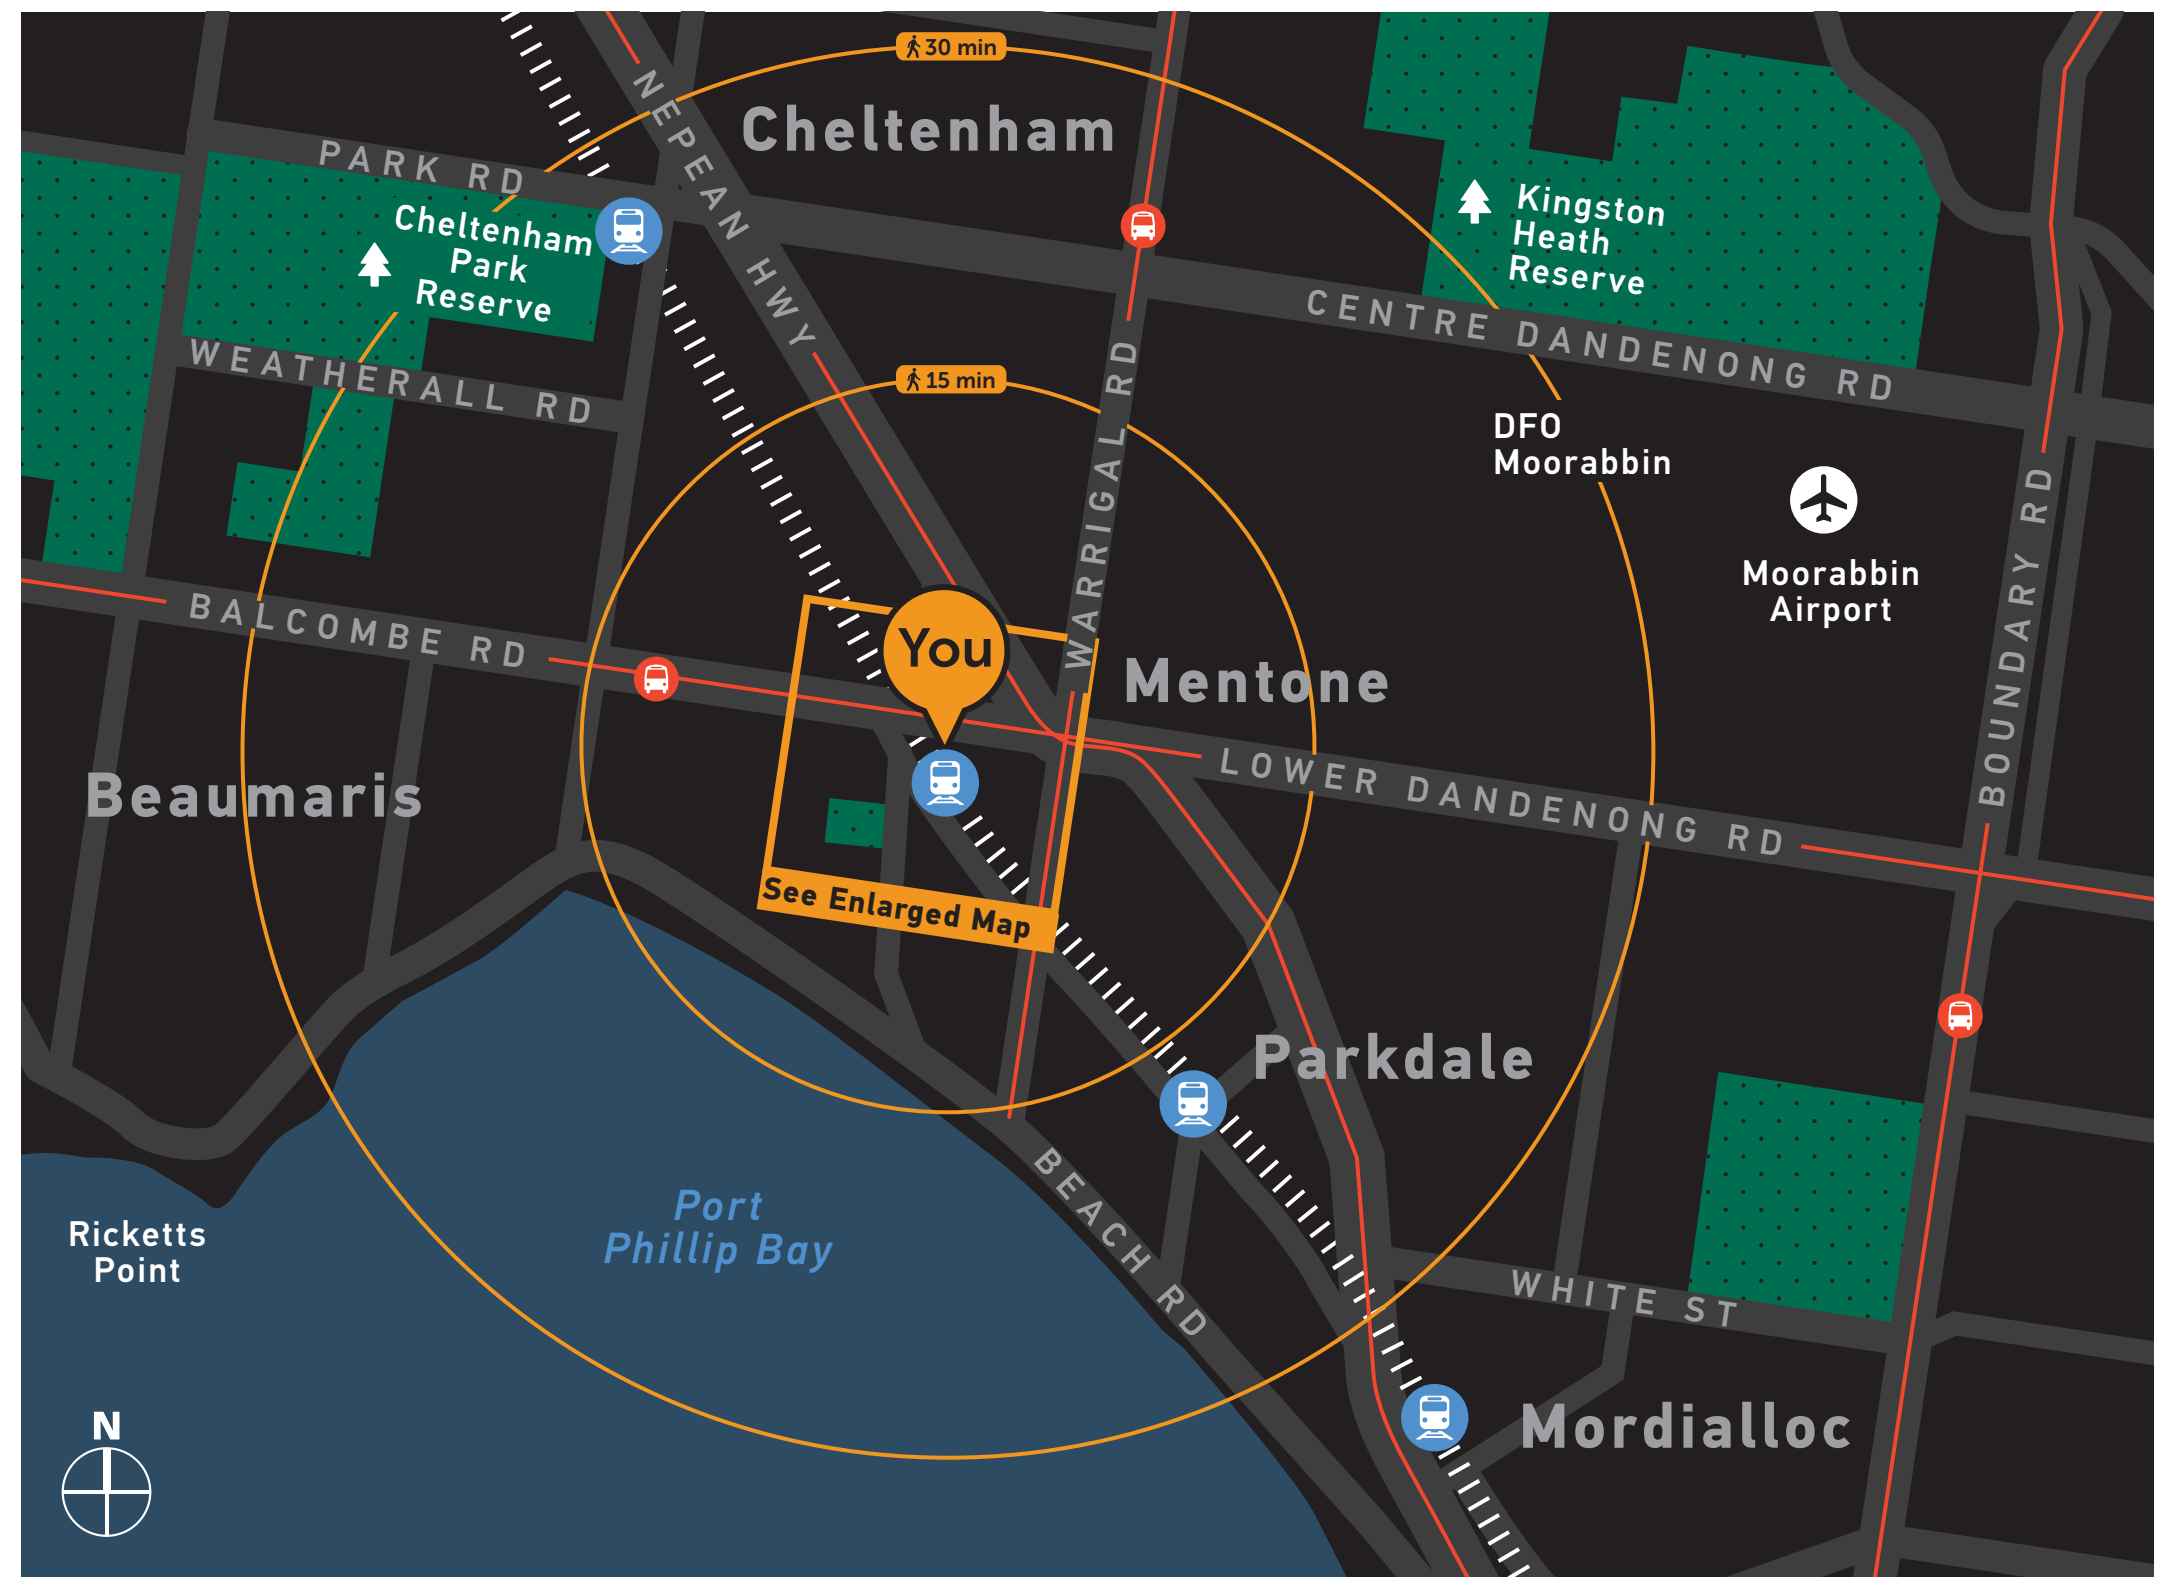 30 min
NEPEAN HWY
Cheltenham
PARK RD
Cheltenham
Park
Reserve
Kingston
Heath
Reserve
CENTRE DANDENONG RD
WEATHERALL RD
15 min
WARRIGAL RD
DFO
Moorabbin
Moorabbin
Airport
BOUNDARY RD
BALCOMBE RD
You
Mentone
LOWER DANDENONG RD
Beaumaris
See Enlarged Map
Parkdale
BEACH RD
Port
Phillip Bay
Ricketts
Point
WHITE ST
Mordialloc
N